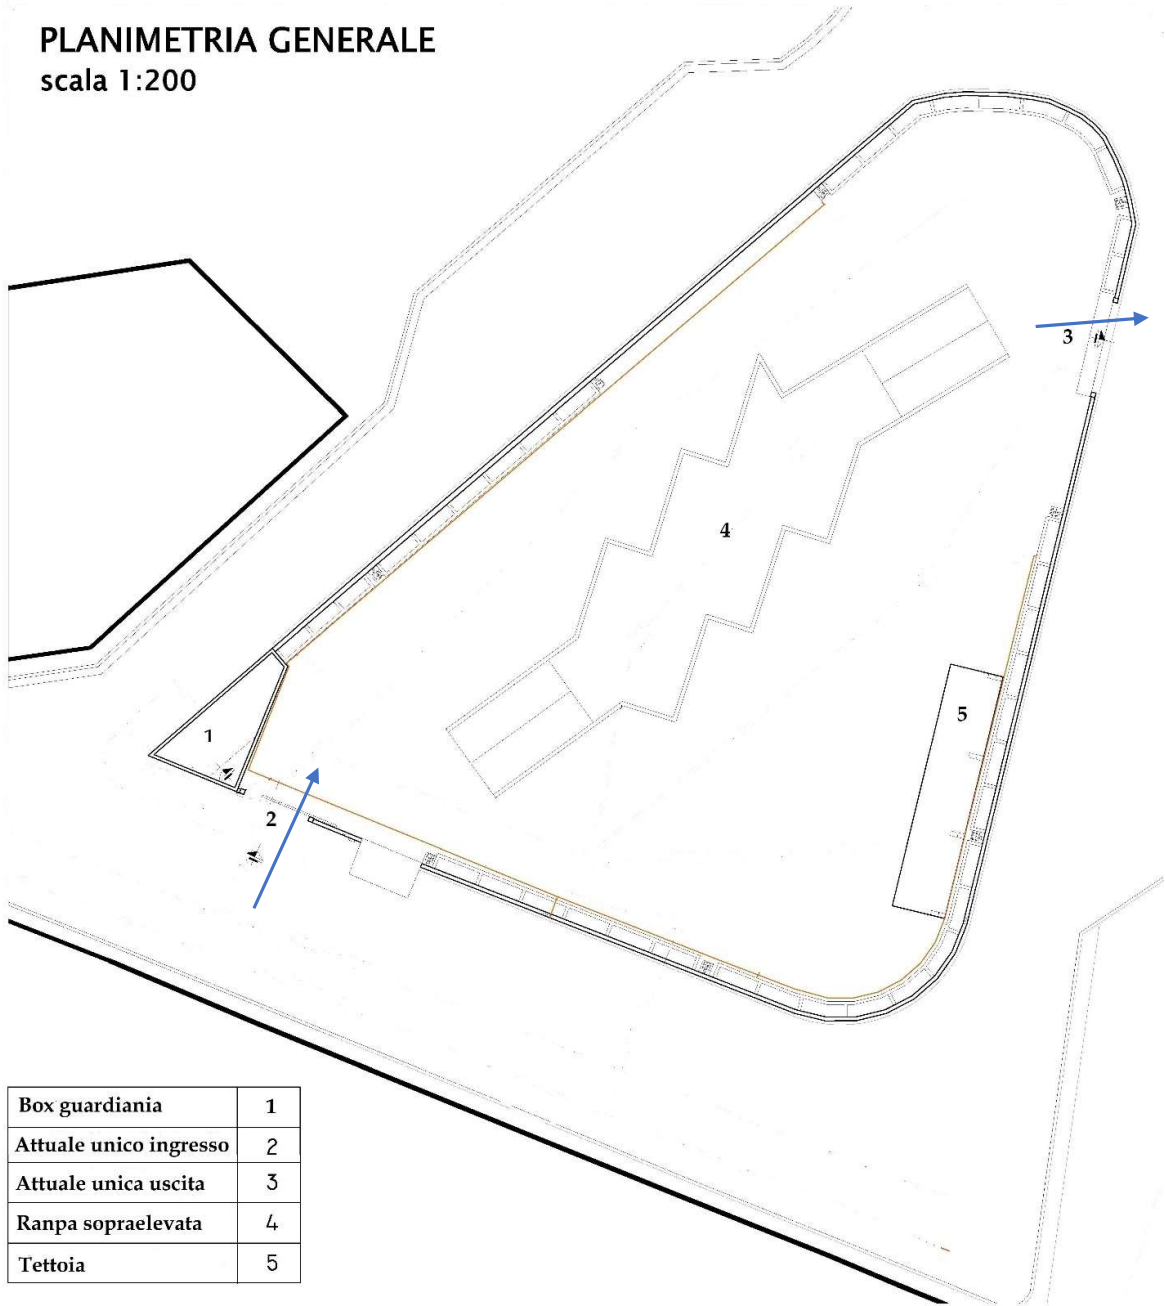 PLANIMETRIA GENERALE
scala 1:200
3
4
5
1
2
Box guardiania 1
Attuale unico ingresso 2
Attuale unica uscita 3
Ranpa sopraelevata 4
Tettoia 5